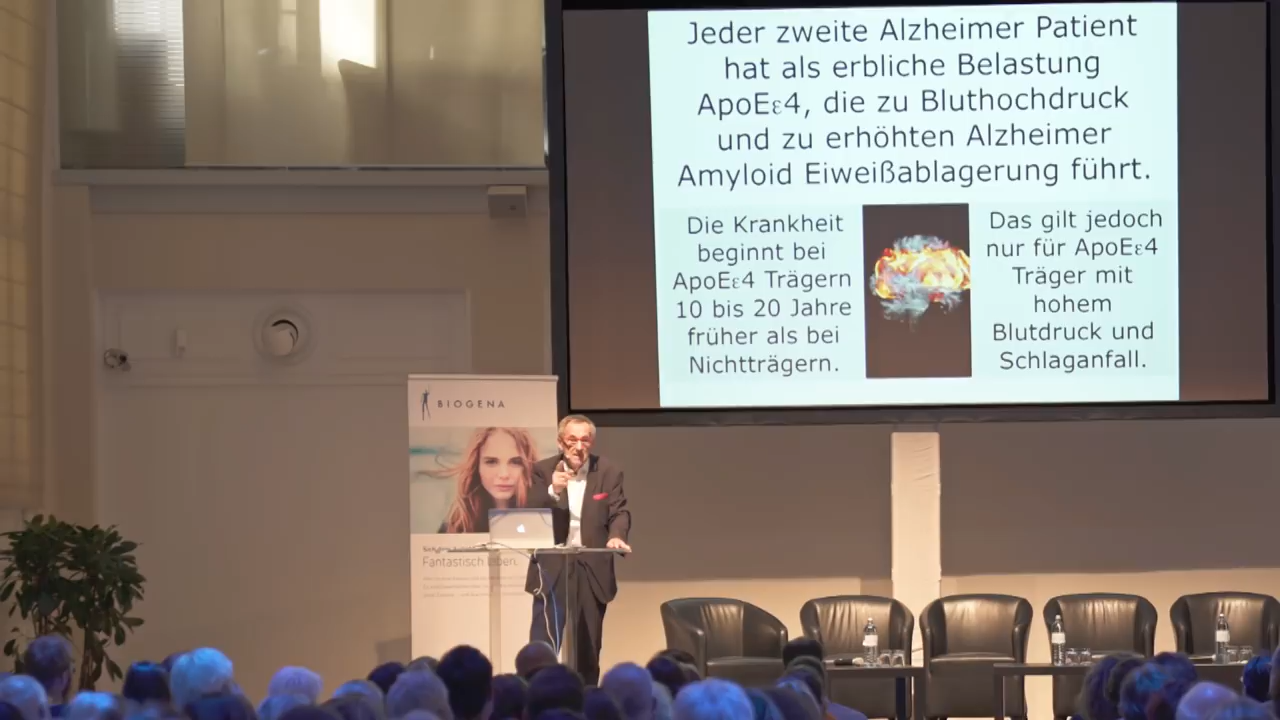 Jeder zweite Alzheimer Patient
hat als erbliche Belastung
ApoEε4, die zu Bluthochdruck
und zu erhöhten Alzheimer
Amyloid Eiweißablagerung führt.
Die Krankheit
beginnt bei
ApoEε4 Trägern
10 bis 20 Jahre
früher als bei
Nichtträgern.
Das gilt jedoch
nur für ApoEε4
Träger mit
hohem
Blutdruck und
Schlaganfall.
BIOGENA
Fantastisch